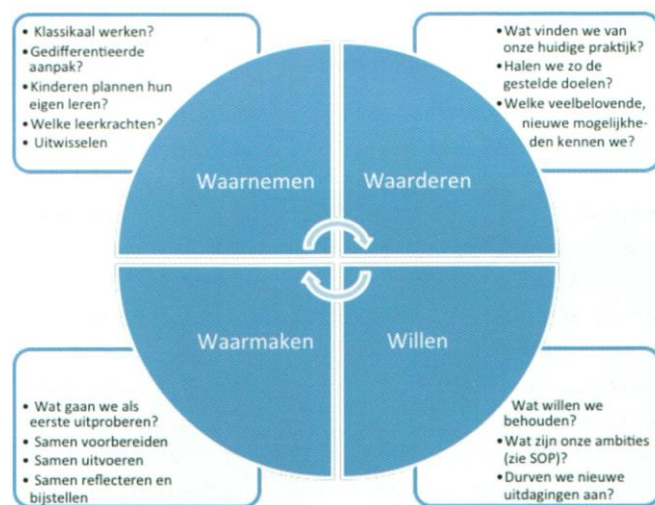 • Klassikaal werken?
• Gedifferentieerde
aanpak?
• Kinderen plannen hun
eigen leren?
• Welke leerkrachten?
• Uitwisselen
• Wat vinden we van
onze huidige praktijk?
• Halen we zo de
gestelde doelen?
• Welke veelbelovende,
nieuwe mogelijkhe-
den kennen we?
Waarnemen
Waarderen
Waarmaken
Willen
• Wat gaan we als
eerste uitproberen?
• Samen voorbereiden
• Samen uitvoeren
• Samen reflecteren en
bijstellen
Wat willen we
behouden?
• Wat zijn onze ambities
(zie SOP)?
• Durven we nieuwe
uitdagingen aan?